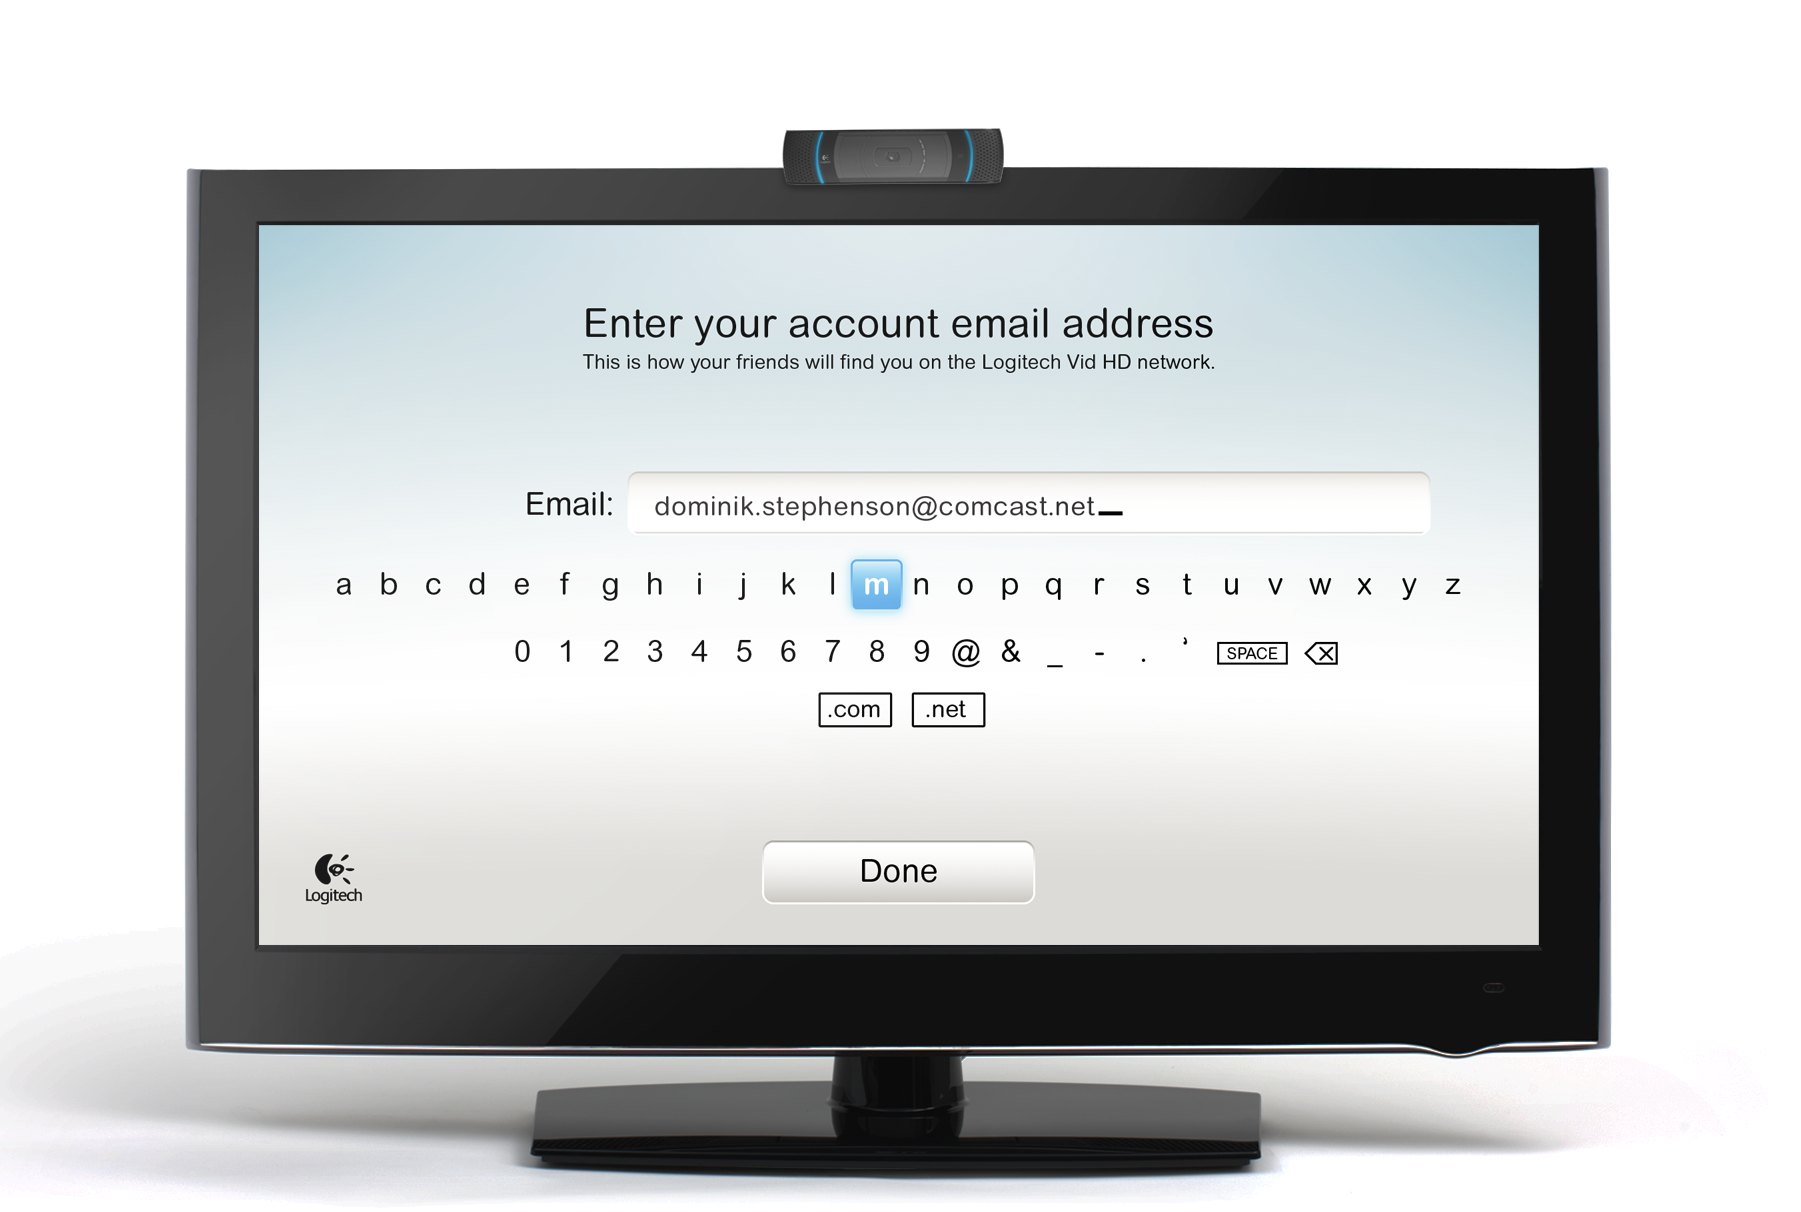 Enter your account email address
This is how your friends will find you on the Logitech Vid HD network.
Email: dominik.stephenson@comcast.net_
a b c d e f g h i j k l m n o p q r s t u v w x y z
0 1 2 3 4 5 6 7 8 9 @ & _ - . ' SPACE
.com .net
Done
Logitech